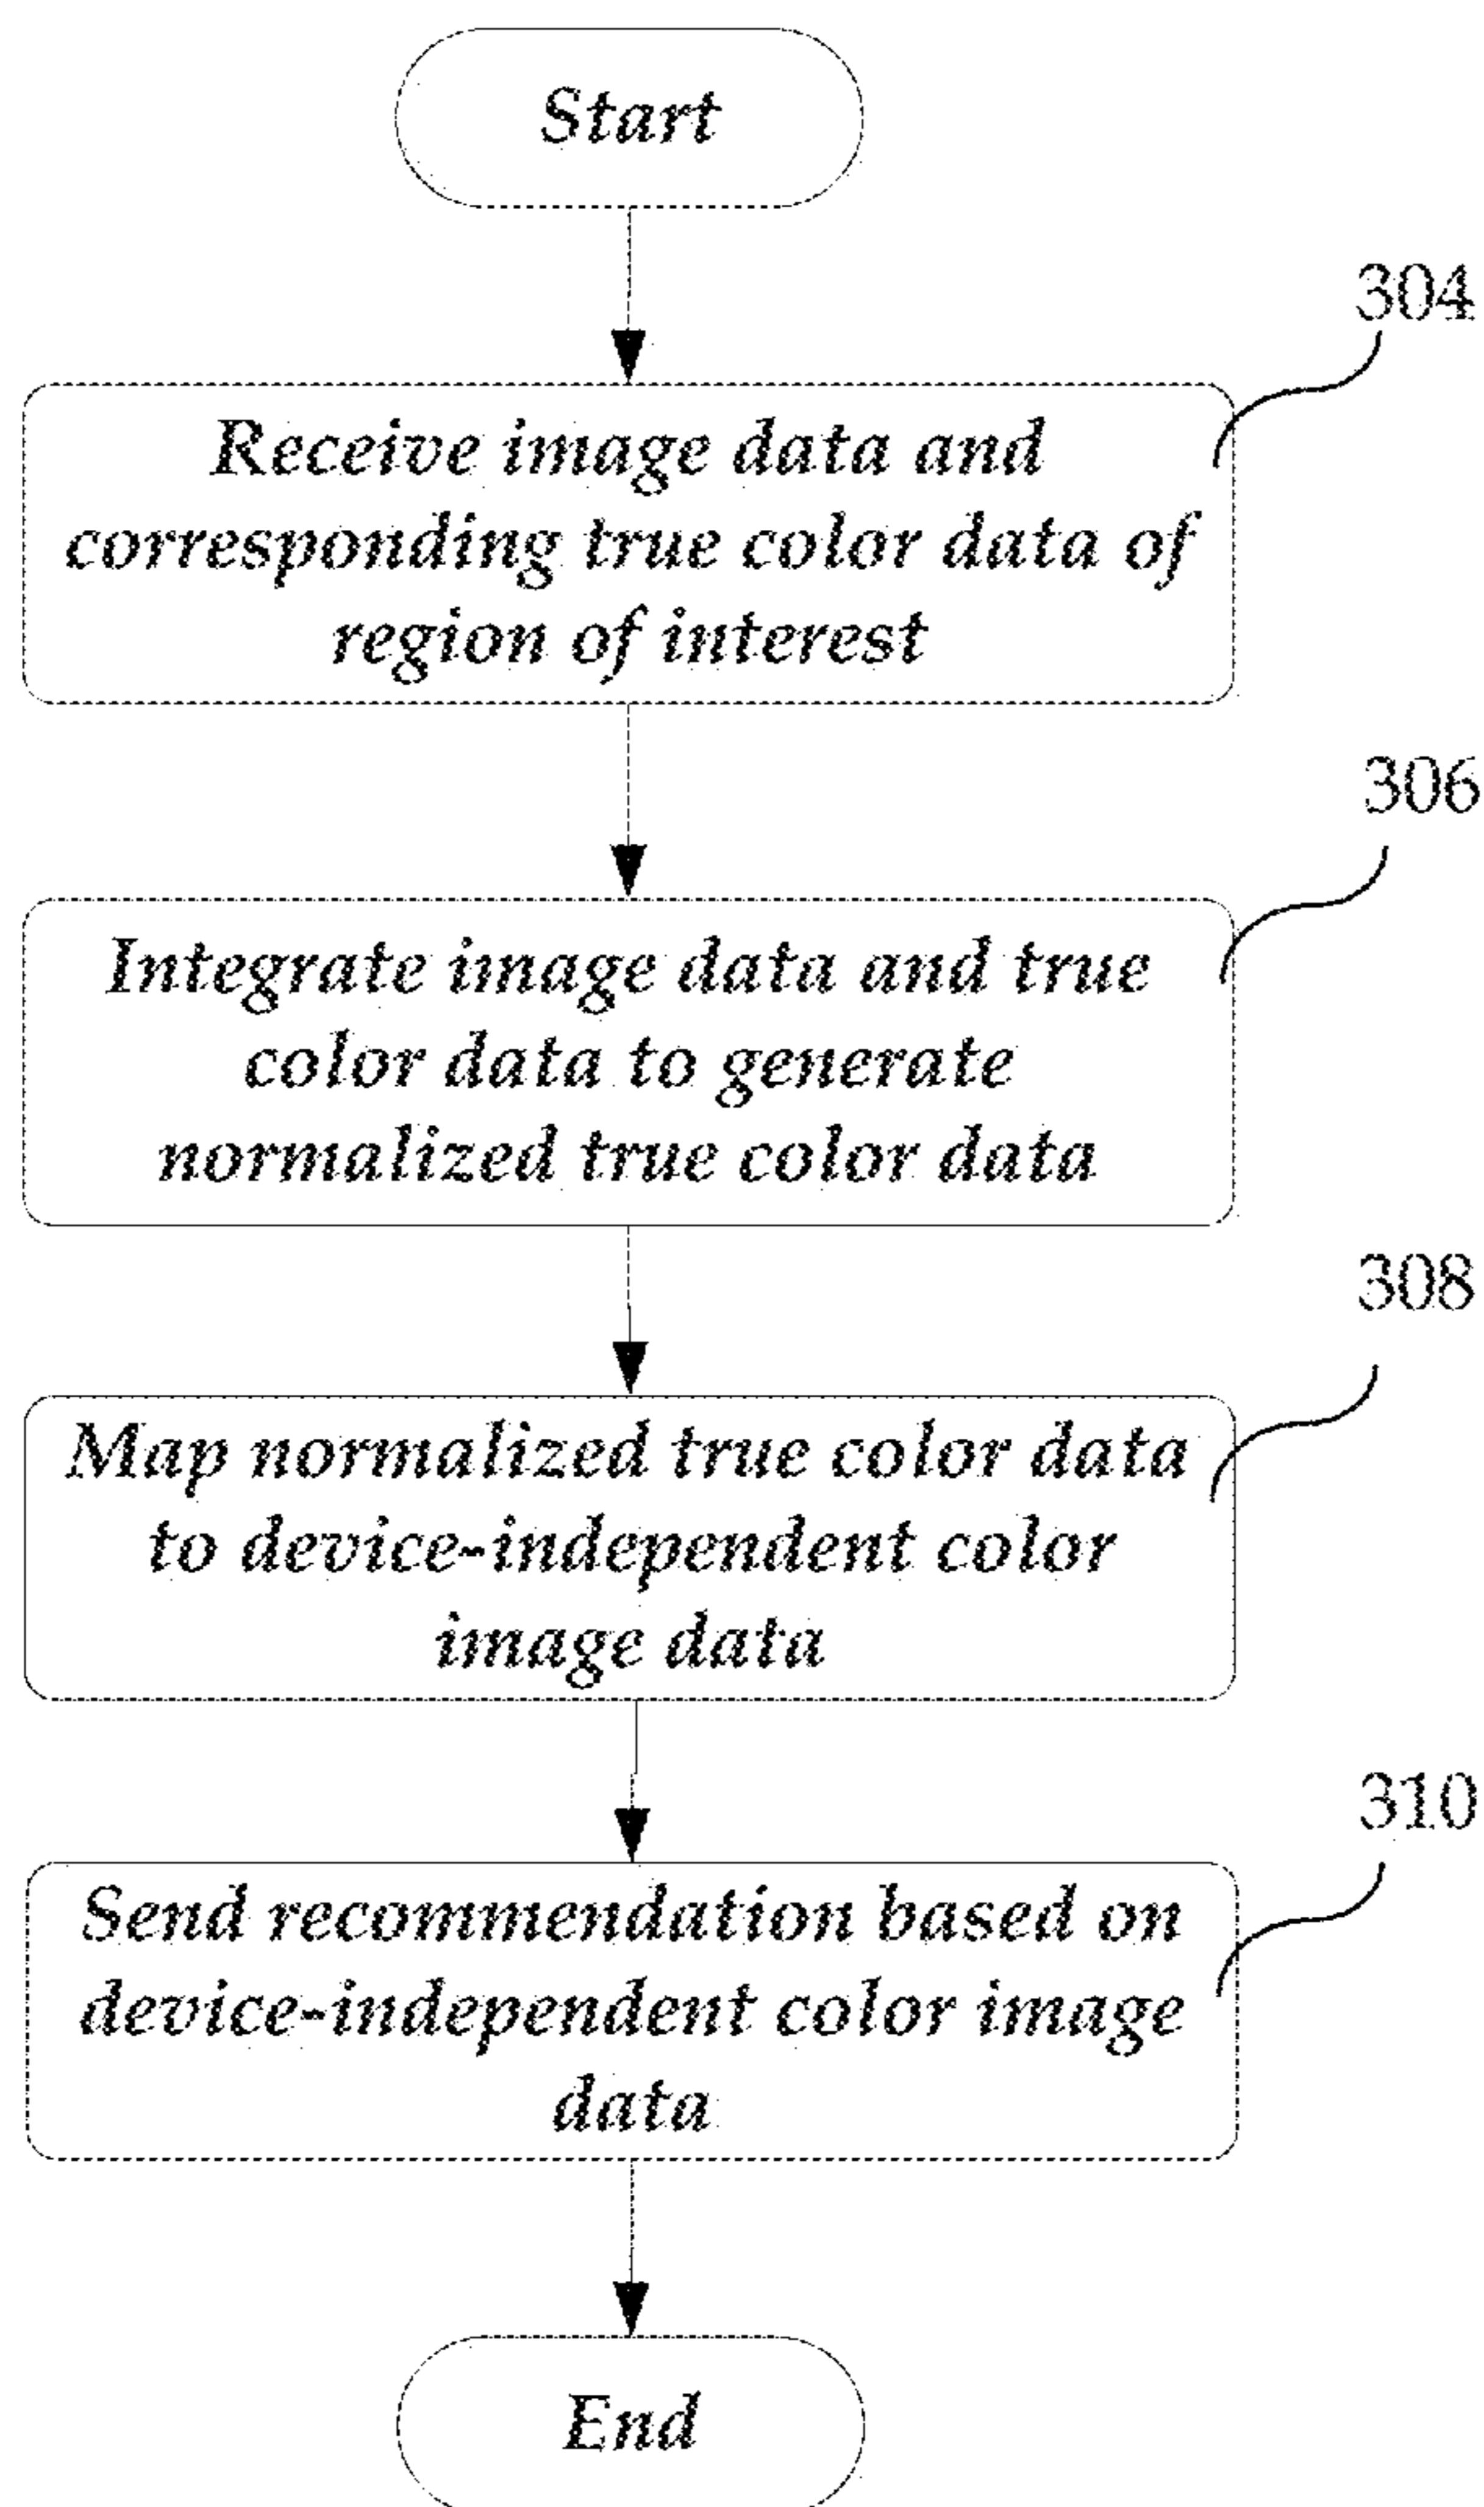 Start
304
Receive image data and
corresponding true color data of
region of interest
306
Integrate image data and true
color data to generate
normalized true color data
308
Map normalized true color data
to device-independent color
image data
310
Send recommendation based on
device-independent color image
data
End